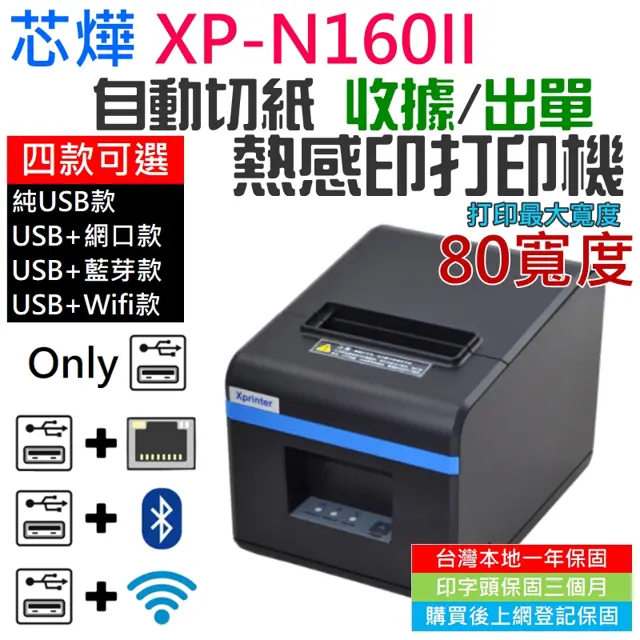 芯燁 XP-N160II
自動切紙 收據/出單
熱感印打印機
四款可選
純USB款
USB+網口款
USB+藍芽款
USB+Wifi款
打印最大寬度
80寬度
Only
Xprinter
台灣本地一年保固
印字頭保固三個月
購買後上網登記保固